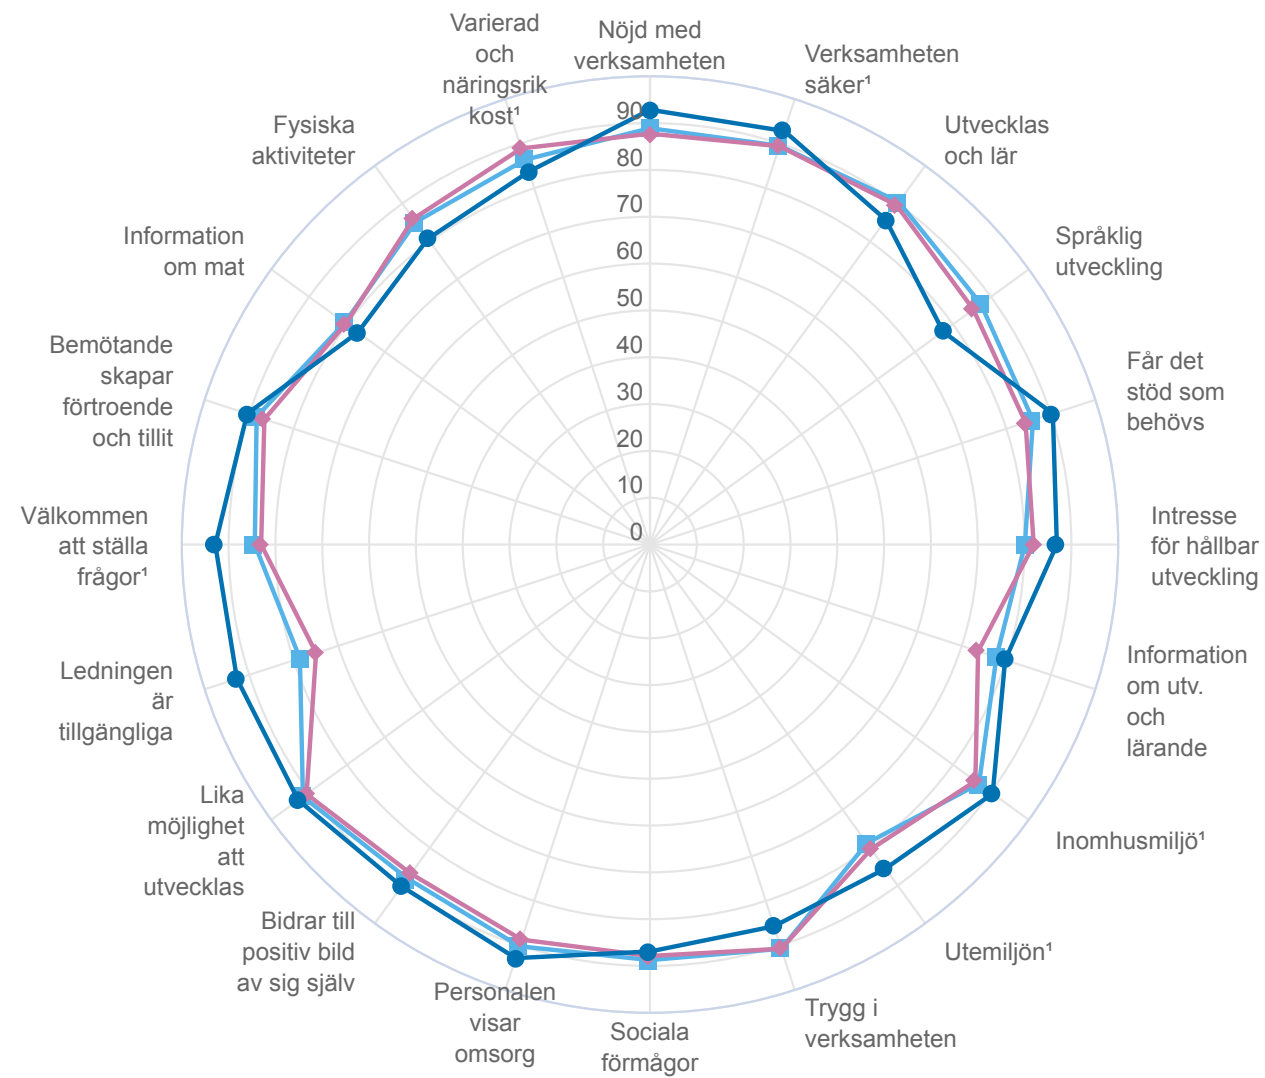 Nöjd med
verksamheten
Verksamheten
säker¹
Utvecklas
och lär
Språklig
utveckling
Får det
stöd som
behövs
Intresse
för hållbar
utveckling
Information
om utv.
och
lärande
Inomhusmiljö¹
Utemiljön¹
Trygg i
verksamheten
Sociala
förmågor
Personalen
visar
omsorg
Bidrar till
positiv bild
av sig själv
Lika
möjlighet
att
utvecklas
Ledningen
är
tillgängliga
Välkommen
att ställa
frågor¹
Bemötande
skapar
förtroende
och tillit
Information
om mat
Fysiska
aktiviteter
Varierad
och
näringsrik
kost¹
90
80
70
60
50
40
30
20
10
0